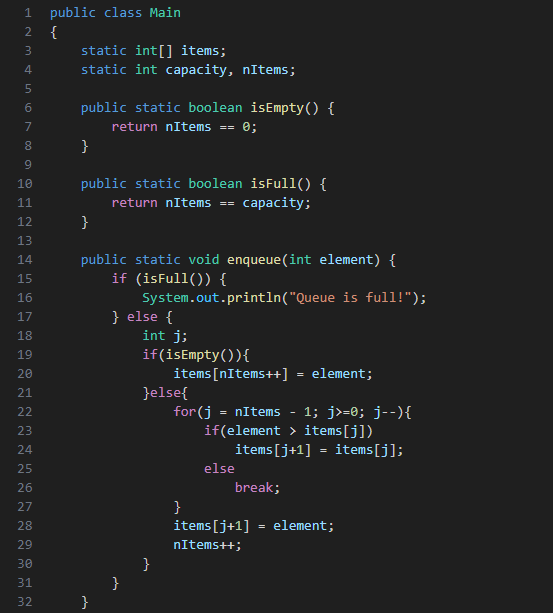 1 public class Main
2 {
3     static int[] items;
4     static int capacity, nItems;
5
6     public static boolean isEmpty() {
7         return nItems == 0;
8     }
9
10     public static boolean isFull() {
11         return nItems == capacity;
12     }
13
14     public static void enqueue(int element) {
15         if (isFull()) {
16             System.out.println("Queue is full!");
17         } else {
18             int j;
19             if(isEmpty()){
20                 items[nItems++] = element;
21             }else{
22                 for(j = nItems - 1; j>=0; j--){
23                     if(element > items[j])
24                         items[j+1] = items[j];
25                     else
26                         break;
27                 }
28                 items[j+1] = element;
29                 nItems++;
30             }
31         }
32     }